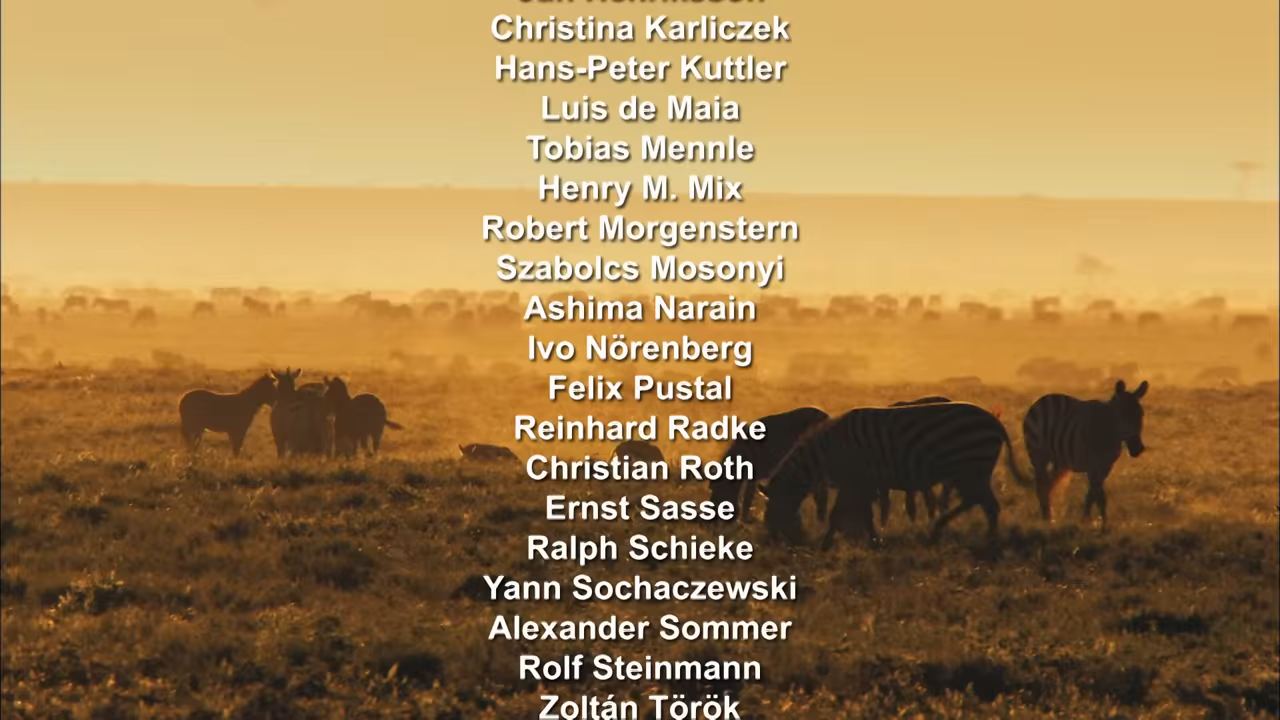 Christina Karliczek
Hans-Peter Kuttler
Luis de Maia
Tobias Mennle
Henry M. Mix
Robert Morgenstern
Szabolcs Mosonyi
Ashima Narain
Ivo Nörenberg
Felix Pustal
Reinhard Radke
Christian Roth
Ernst Sasse
Ralph Schieke
Yann Sochaczewski
Alexander Sommer
Rolf Steinmann
Zoltán Török